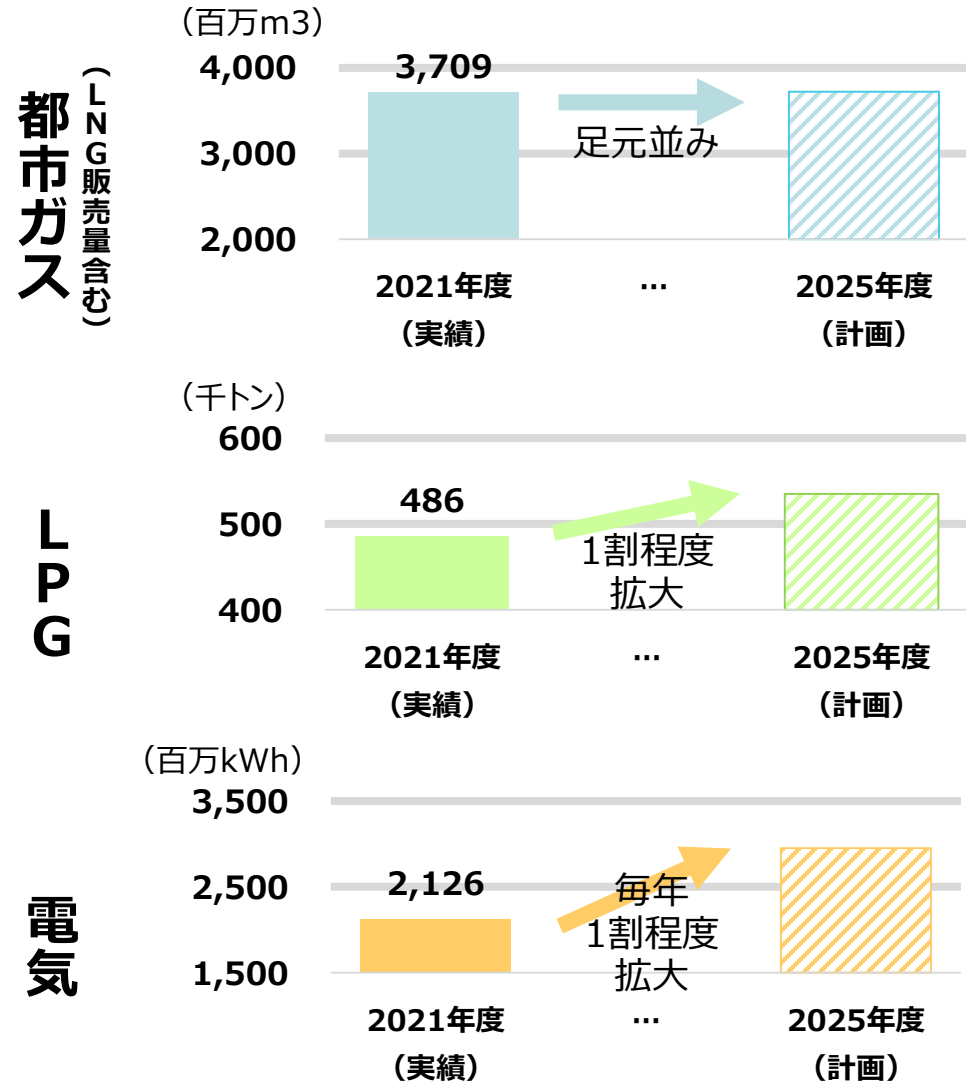 都市ガス
（LNG販売量含む）
（百万m3）
4,000
3,709
足元並み
3,000
2,000
2021年度
…
2025年度
（実績）
（計画）
LPG
（千トン）
600
486
500
1割程度
拡大
400
2021年度
…
2025年度
（実績）
（計画）
電気
（百万kWh）
3,500
2,126
2,500
毎年
1割程度
拡大
1,500
2021年度
…
2025年度
（実績）
（計画）